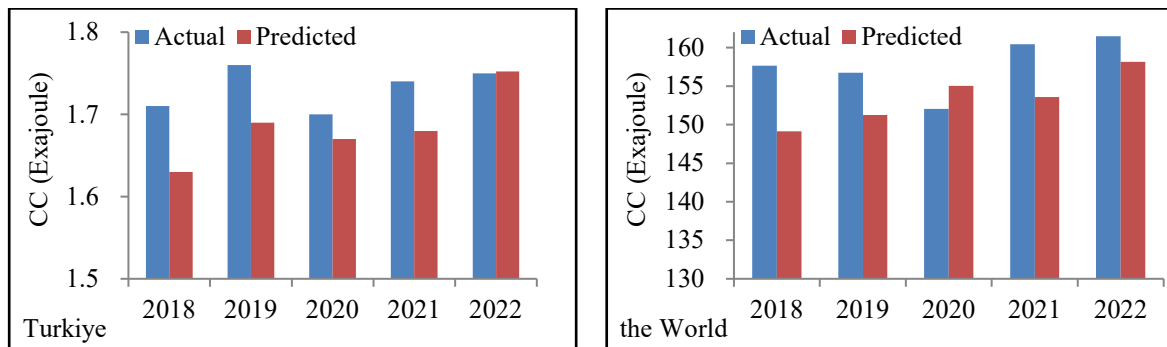 CC (Exajoule)
Actual Predicted
1.8
1.7
1.6
1.5
2018 2019 2020 2021 2022
Turkiye
CC (Exajoule)
Actual Predicted
160
155
150
145
140
135
130
2018 2019 2020 2021 2022
the World